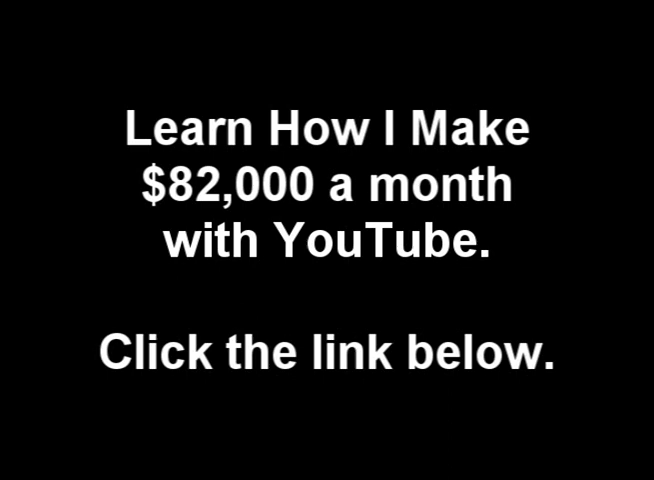 Learn How I Make
$82,000 a month
with YouTube.
Click the link below.